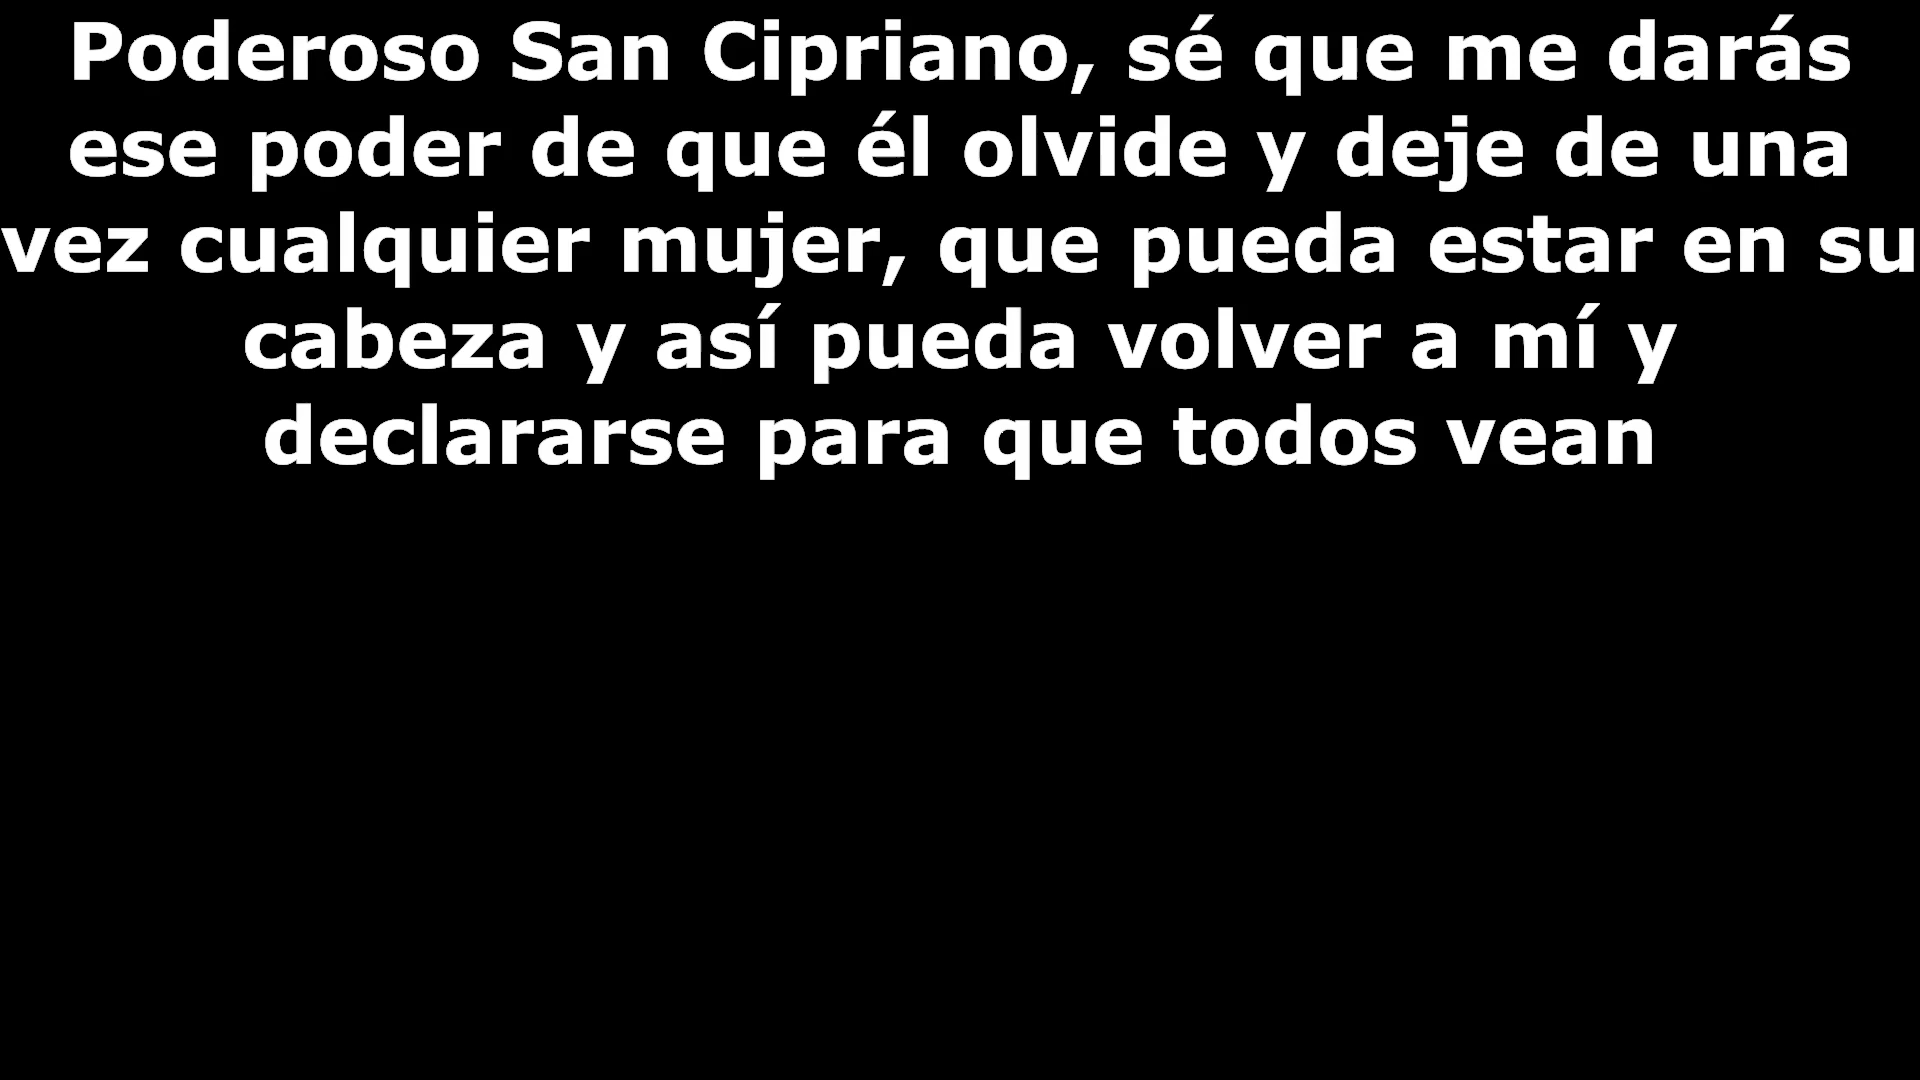 Poderoso San Cipriano, sé que me darás
ese poder de que él olvide y deje de una
vez cualquier mujer, que pueda estar en su
cabeza y así pueda volver a mí y
declararse para que todos vean